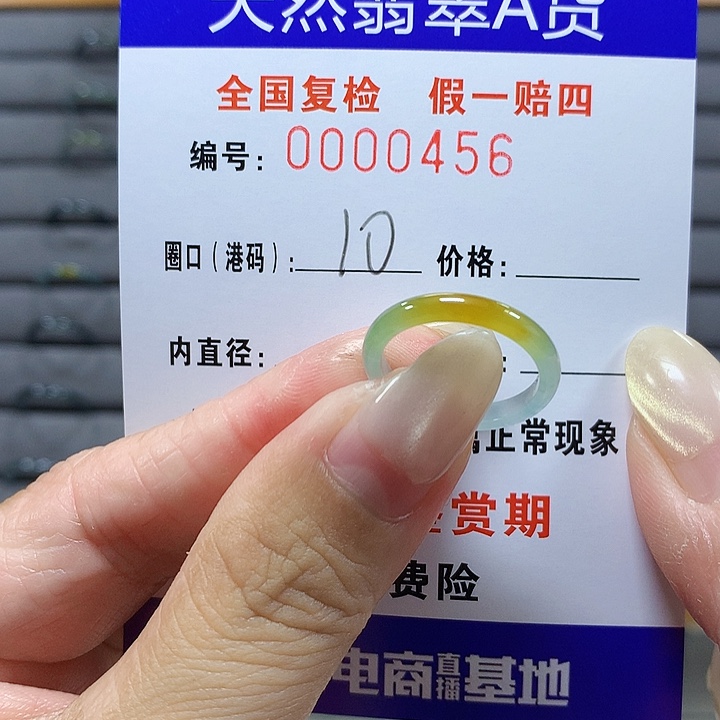 天然翡翠A货
全国复检 假一赔四
编号: 0000456
圈口(港码): 10 价格:
内直径: :
正常现象
赏期
费险
电商直播基地